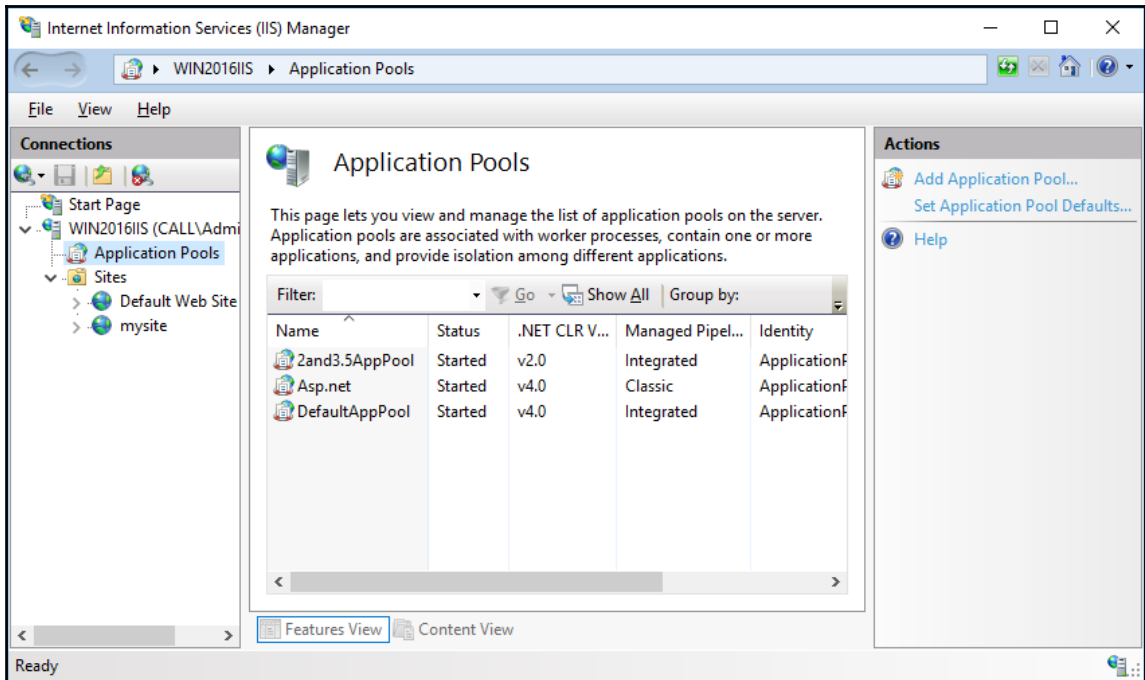 Internet Information Services (IIS) Manager
WIN2016IIS Application Pools
File View Help
Connections
Start Page
WIN2016IIS (CALL\Admi
Application Pools
Sites
Default Web Site
mysite
Application Pools
This page lets you view and manage the list of application pools on the server.
Application pools are associated with worker processes, contain one or more
applications, and provide isolation among different applications.
Filter: Go Show All Group by:
Name Status .NET CLR V... Managed Pipel... Identity
2and3.5AppPool Started v2.0 Integrated ApplicationP
Asp.net Started v4.0 Classic ApplicationP
DefaultAppPool Started v4.0 Integrated ApplicationP
Features View Content View
Actions
Add Application Pool...
Set Application Pool Defaults...
Help
Ready